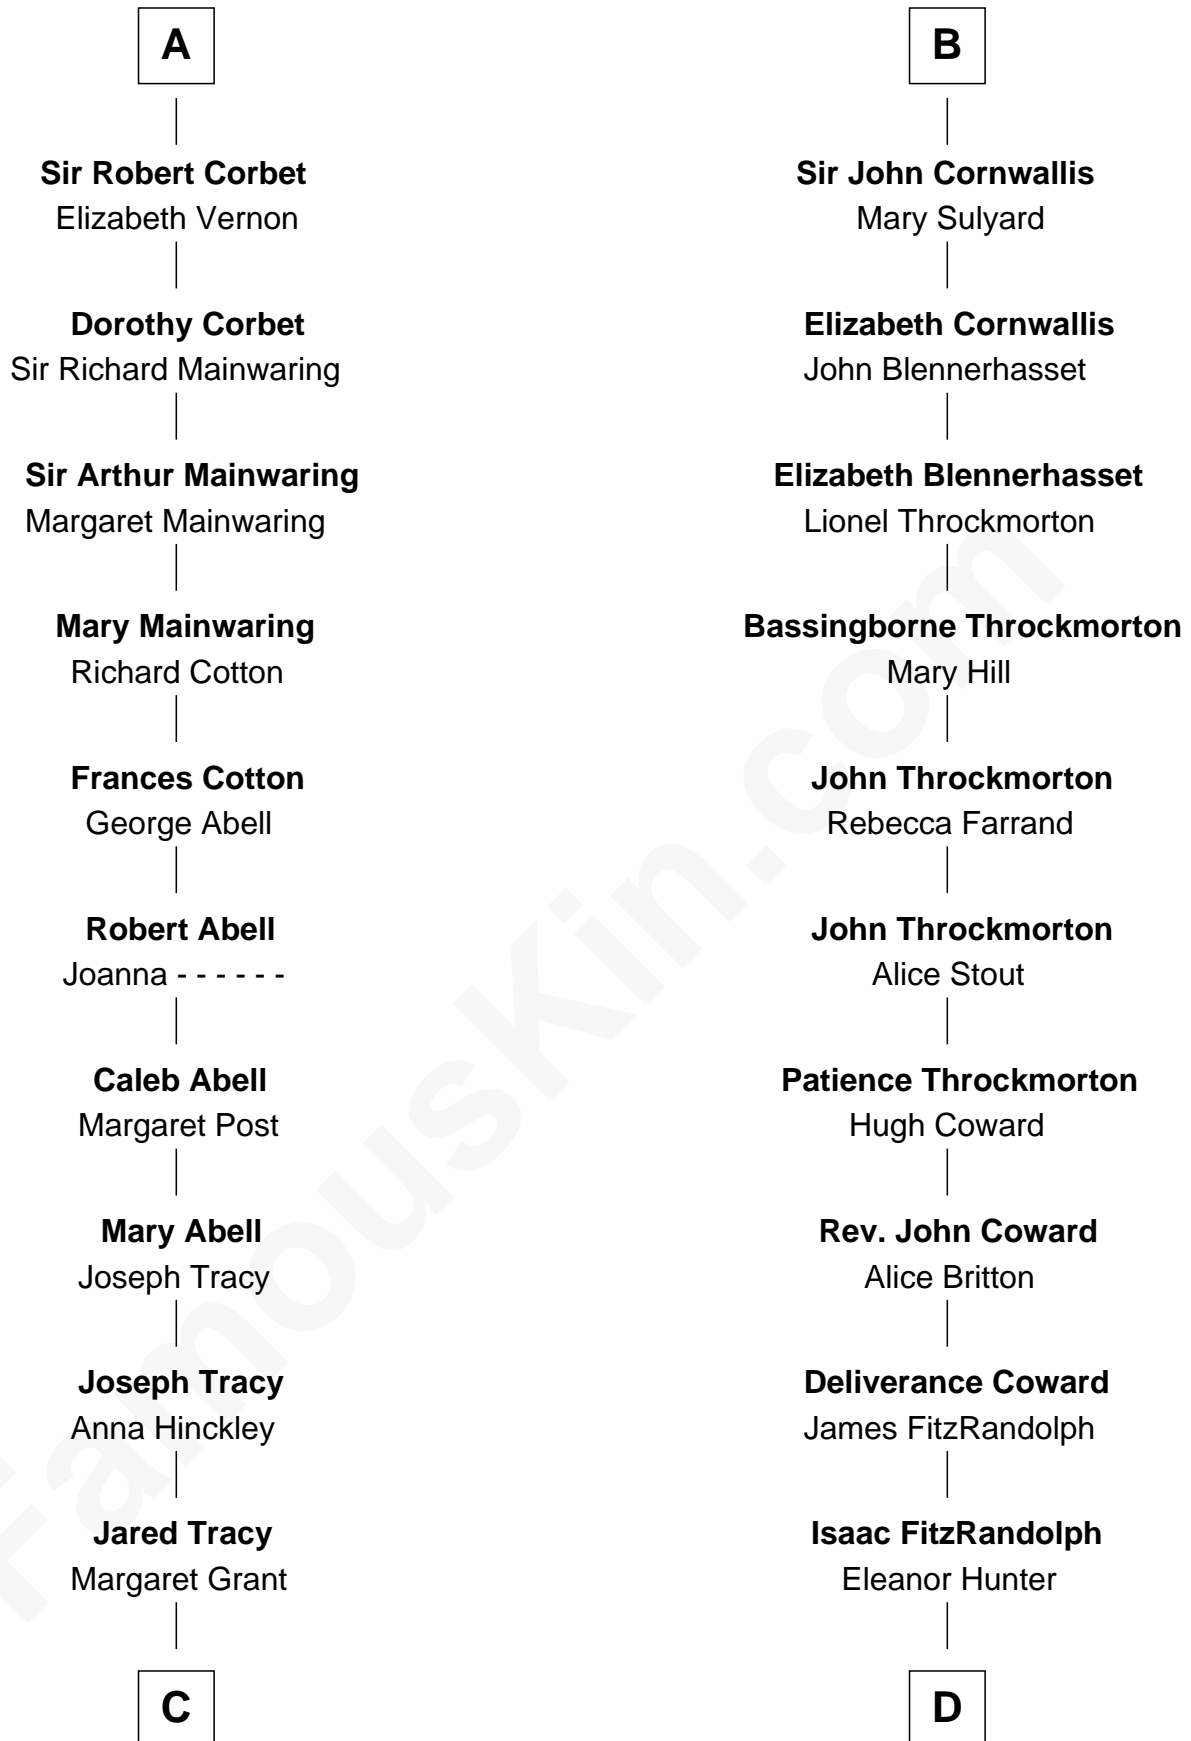 A
Sir Robert Corbet
Elizabeth Vernon
Dorothy Corbet
Sir Richard Mainwaring
Sir Arthur Mainwaring
Margaret Mainwaring
Mary Mainwaring
Richard Cotton
Frances Cotton
George Abell
Robert Abell
Joanna - - - - - -
Caleb Abell
Margaret Post
Mary Abell
Joseph Tracy
Joseph Tracy
Anna Hinckley
Jared Tracy
Margaret Grant
C
B
Sir John Cornwallis
Mary Sulyard
Elizabeth Cornwallis
John Blennerhasset
Elizabeth Blennerhasset
Lionel Throckmorton
Bassingborne Throckmorton
Mary Hill
John Throckmorton
Rebecca Farrand
John Throckmorton
Alice Stout
Patience Throckmorton
Hugh Coward
Rev. John Coward
Alice Britton
Deliverance Coward
James FitzRandolph
Isaac FitzRandolph
Eleanor Hunter
D
FamousKin.com